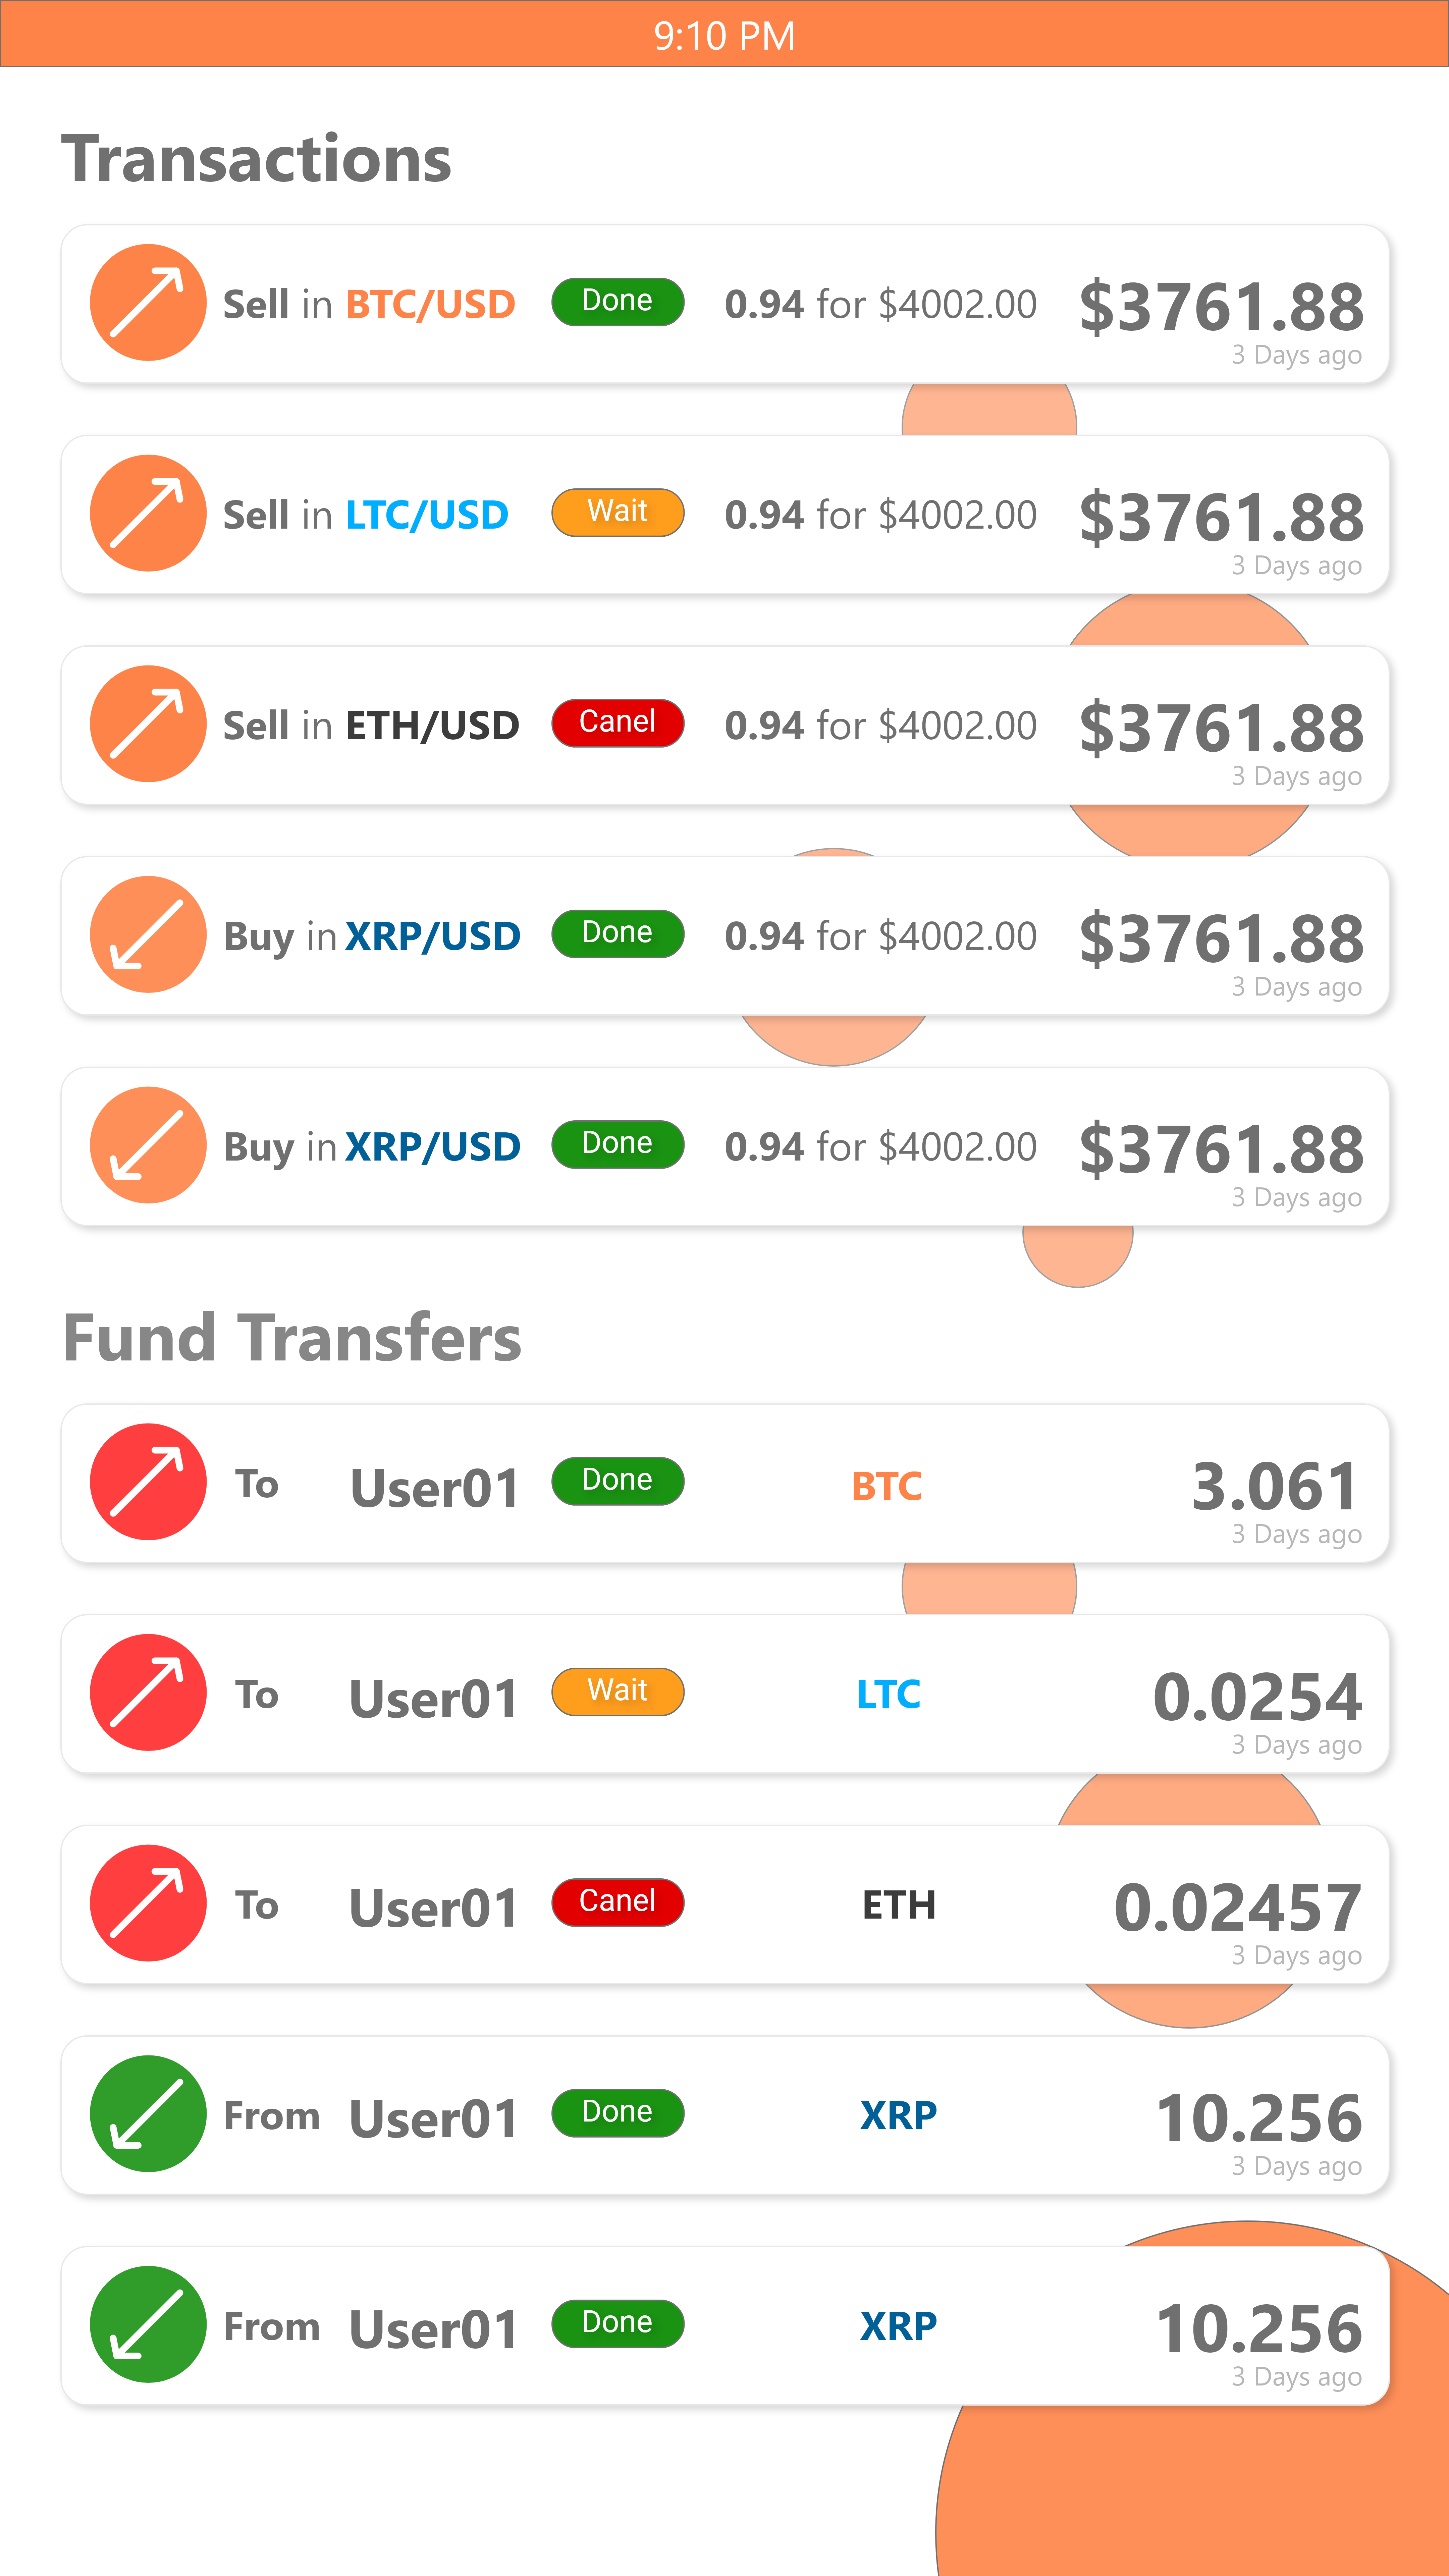 9:10 PM
Transactions
Sell in BTC/USD Done 0.94 for $4002.00 $3761.88
3 Days ago
Sell in LTC/USD Wait 0.94 for $4002.00 $3761.88
3 Days ago
Sell in ETH/USD Canel 0.94 for $4002.00 $3761.88
3 Days ago
Buy in XRP/USD Done 0.94 for $4002.00 $3761.88
3 Days ago
Buy in XRP/USD Done 0.94 for $4002.00 $3761.88
3 Days ago
Fund Transfers
To User01 Done BTC 3.061
3 Days ago
To User01 Wait LTC 0.0254
3 Days ago
To User01 Canel ETH 0.02457
3 Days ago
From User01 Done XRP 10.256
3 Days ago
From User01 Done XRP 10.256
3 Days ago